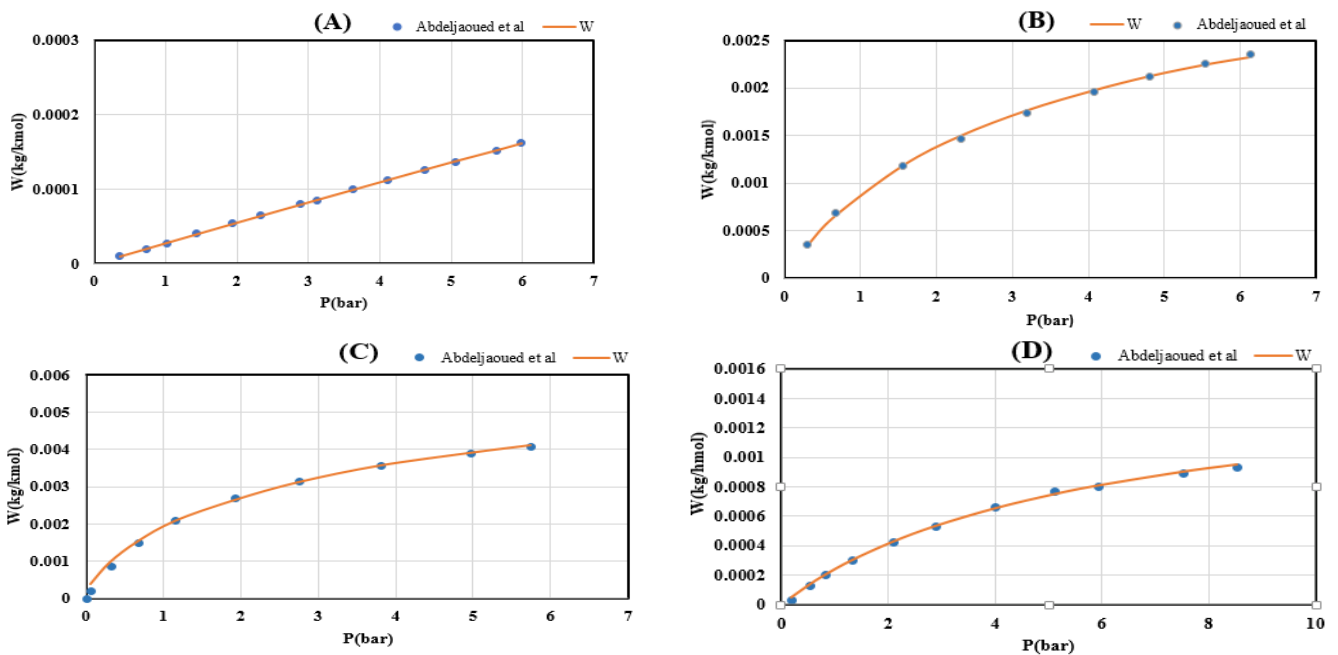 (A)
Abdeljaoued et al
W
0.0003
0.0002
0.0001
0
W(kg/kmol)
0 1 2 3 4 5 6 7
P(bar)
(B)
W
Abdeljaoued et al
0.0025
0.002
0.0015
0.001
0.0005
0
W(kg/kmol)
0 1 2 3 4 5 6 7
P(bar)
(C)
Abdeljaoued et al
W
0.006
0.005
0.004
0.003
0.002
0.001
0
W(kg/kmol)
0 1 2 3 4 5 6 7
P(bar)
(D)
Abdeljaoued et al
W
0.0016
0.0014
0.0012
0.001
0.0008
0.0006
0.0004
0.0002
0
W(kg/hmol)
0 2 4 6 8 10
P(bar)